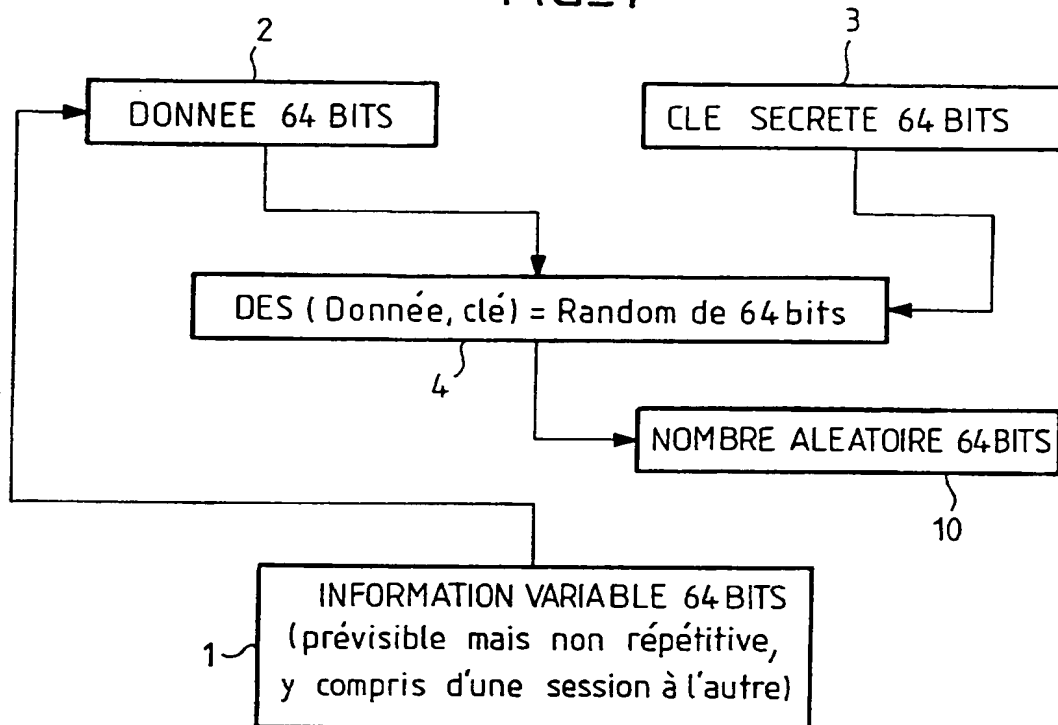 2
3
DONNEE 64 BITS
CLE SECRETE 64 BITS
DES (Donnée, clé) = Random de 64 bits
4
NOMBRE ALEATOIRE 64 BITS
10
INFORMATION VARIABLE 64 BITS
(prévisible mais non répétitive,
y compris d'une session à l'autre)
1